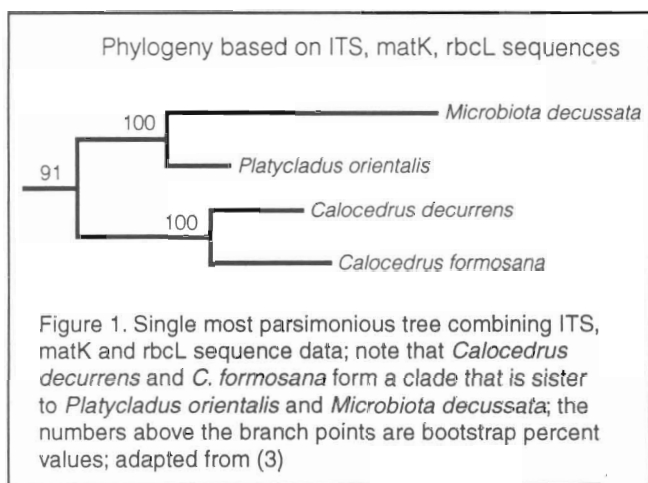 Phylogeny based on ITS, matK, rbcL sequences
100
Microbiota decussata
91
Platycladus orientalis
100
Calocedrus decurrens
Calocedrus formosana
Figure 1. Single most parsimonious tree combining ITS,
matK and rbcL sequence data; note that Calocedrus
decurrens and C. formosana form a clade that is sister
to Platycladus orientalis and Microbiota decussata; the
numbers above the branch points are bootstrap percent
values; adapted from (3)